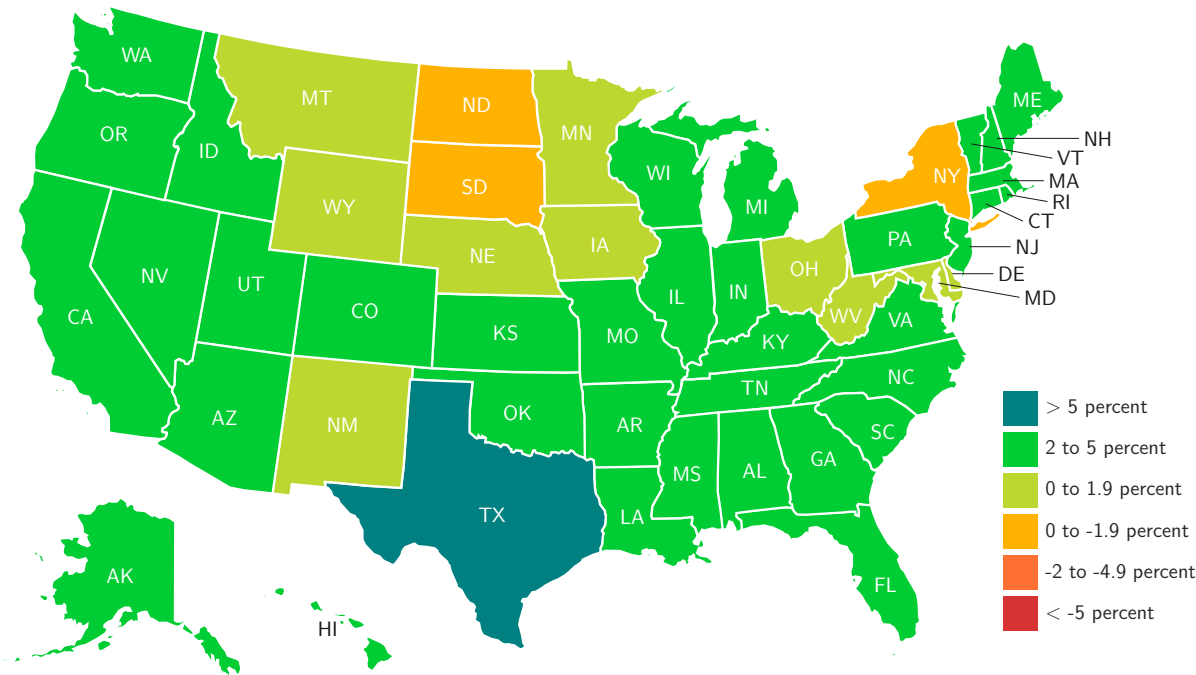 WA
ME
MT
ND
MN
OR
NH
ID
VT
WI
NY
MA
SD
RI
WY
MI
CT
PA
IA
NJ
NE
OH
DE
NV
UT
IL
IN
MD
CO
WV
CA
VA
KS
MO
KY
NC
TN
> 5 percent
OK
AZ
NM
AR
SC
2 to 5 percent
GA
MS
AL
0 to 1.9 percent
TX
LA
0 to -1.9 percent
AK
-2 to -4.9 percent
FL
< -5 percent
HI